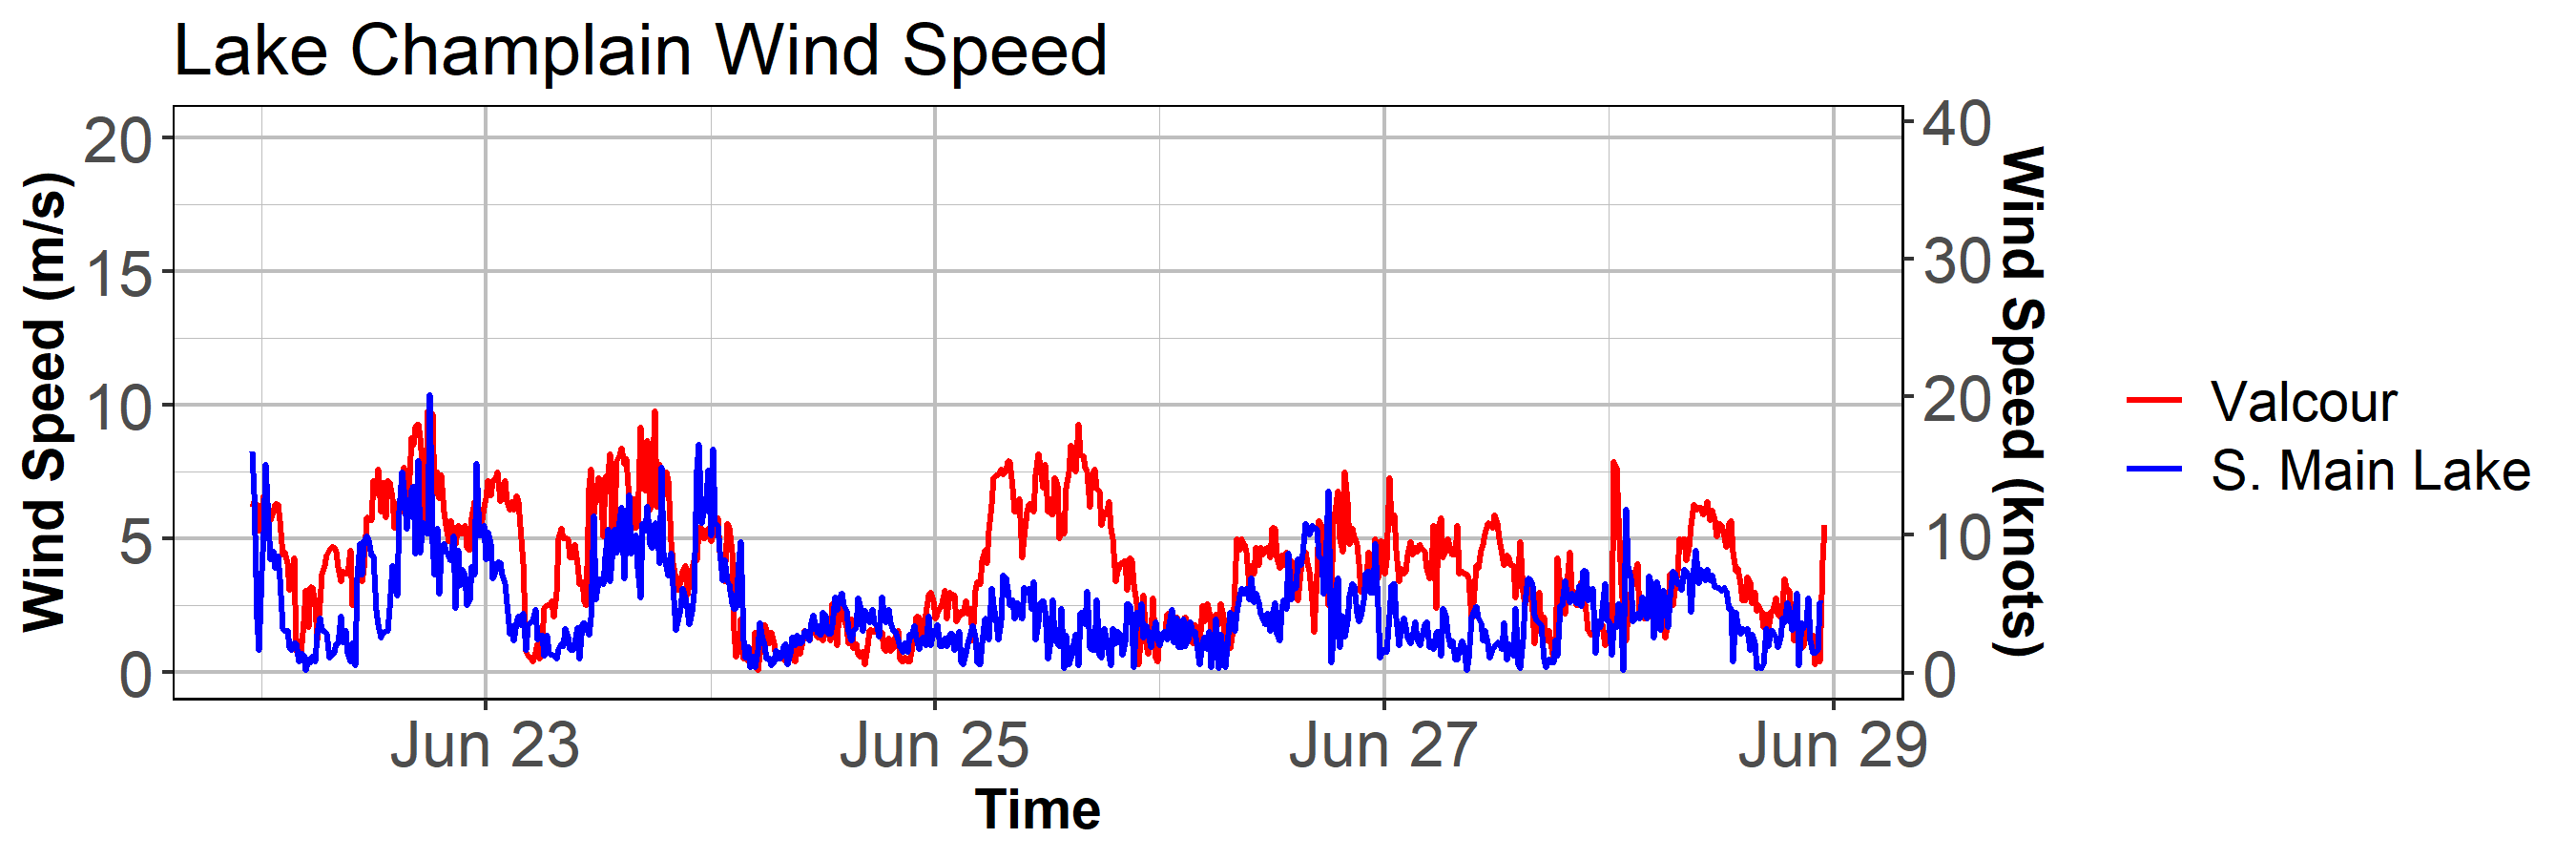 Lake Champlain Wind Speed
Wind Speed (m/s)
20
15
10
5
0
40
30
20
10
0
Wind Speed (knots)
Jun 23
Jun 25
Jun 27
Jun 29
Time
Valcour
S. Main Lake